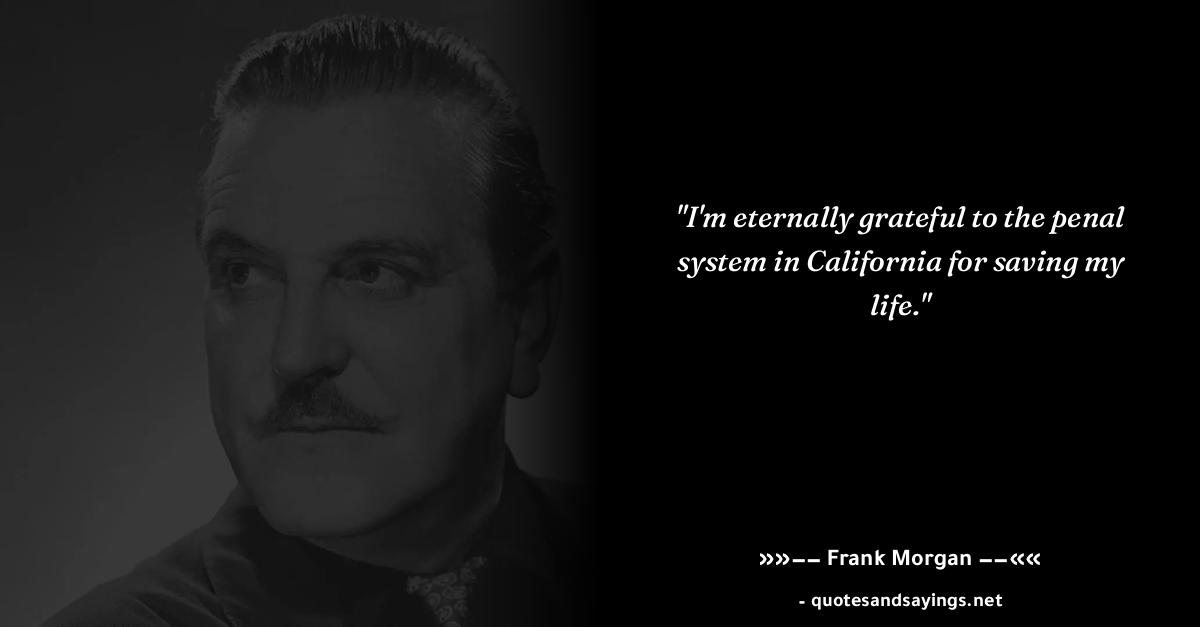 "I'm eternally grateful to the penal
system in California for saving my
life."
»»–– Frank Morgan ––««
- quotesandsayings.net